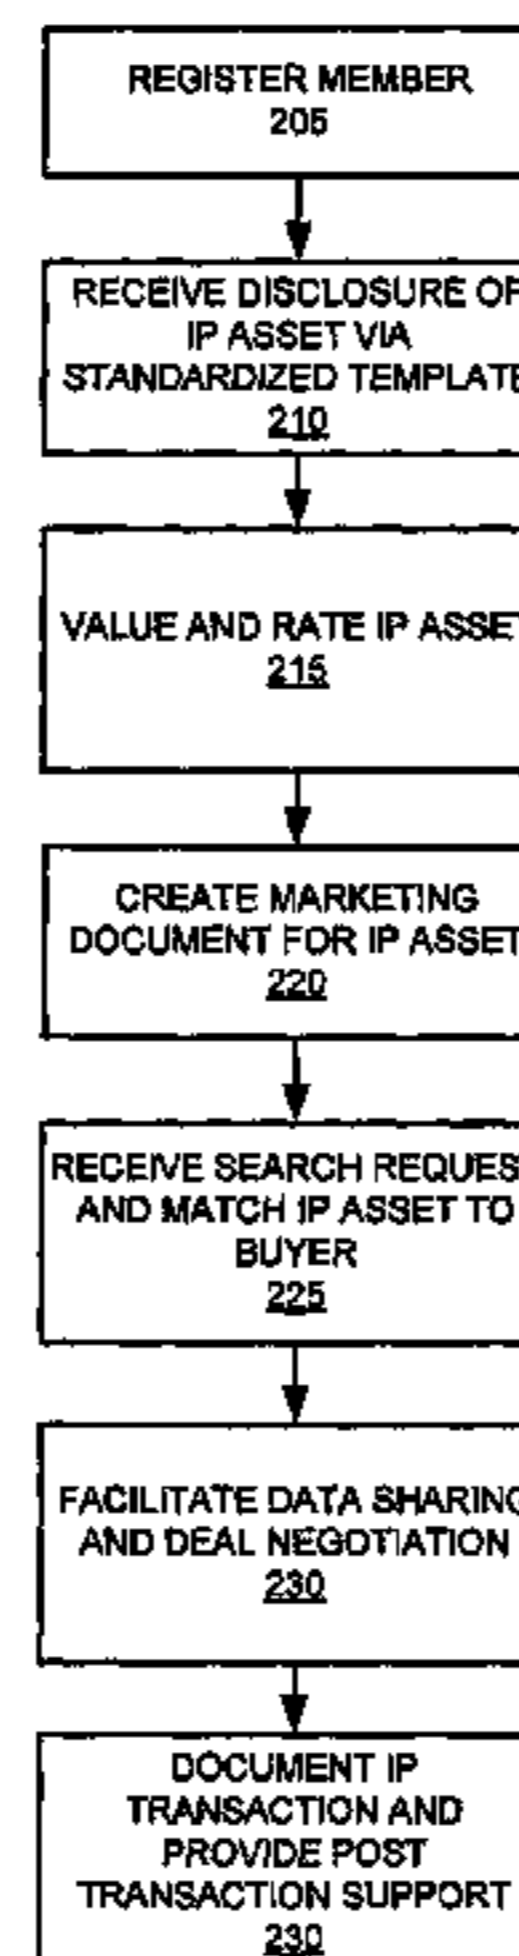 REGISTER MEMBER
205
RECEIVE DISCLOSURE OF
IP ASSET VIA
STANDARDIZED TEMPLATE
210
VALUE AND RATE IP ASSET
215
CREATE MARKETING
DOCUMENT FOR IP ASSET
220
RECEIVE SEARCH REQUEST
AND MATCH IP ASSET TO
BUYER
225
FACILITATE DATA SHARING
AND DEAL NEGOTIATION
230
DOCUMENT IP
TRANSACTION AND
PROVIDE POST
TRANSACTION SUPPORT
230